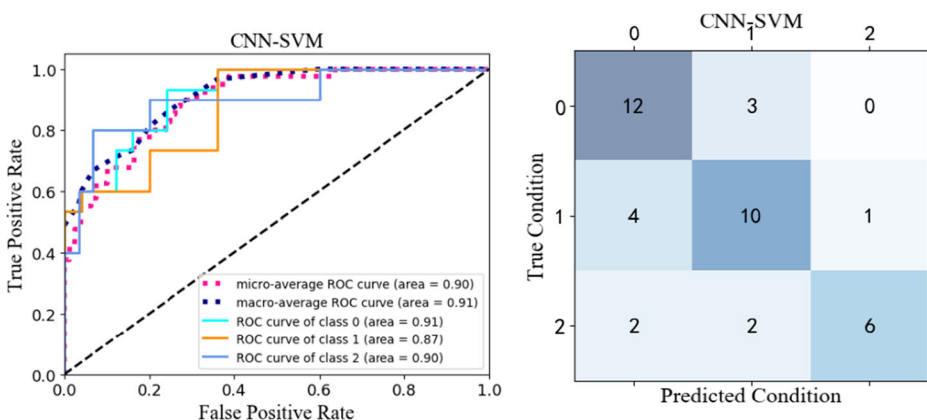 CNN-SVM
1.0
0.8
0.6
0.4
0.2
0.0
True Positive Rate
micro-average ROC curve (area = 0.90)
macro-average ROC curve (area = 0.91)
ROC curve of class 0 (area = 0.91)
ROC curve of class 1 (area = 0.87)
ROC curve of class 2 (area = 0.90)
0.0 0.2 0.4 0.6 0.8 1.0
False Positive Rate
CNN-SVM
0 1 2
True Condition
0 12 3 0
1 4 10 1
2 2 2 6
Predicted Condition